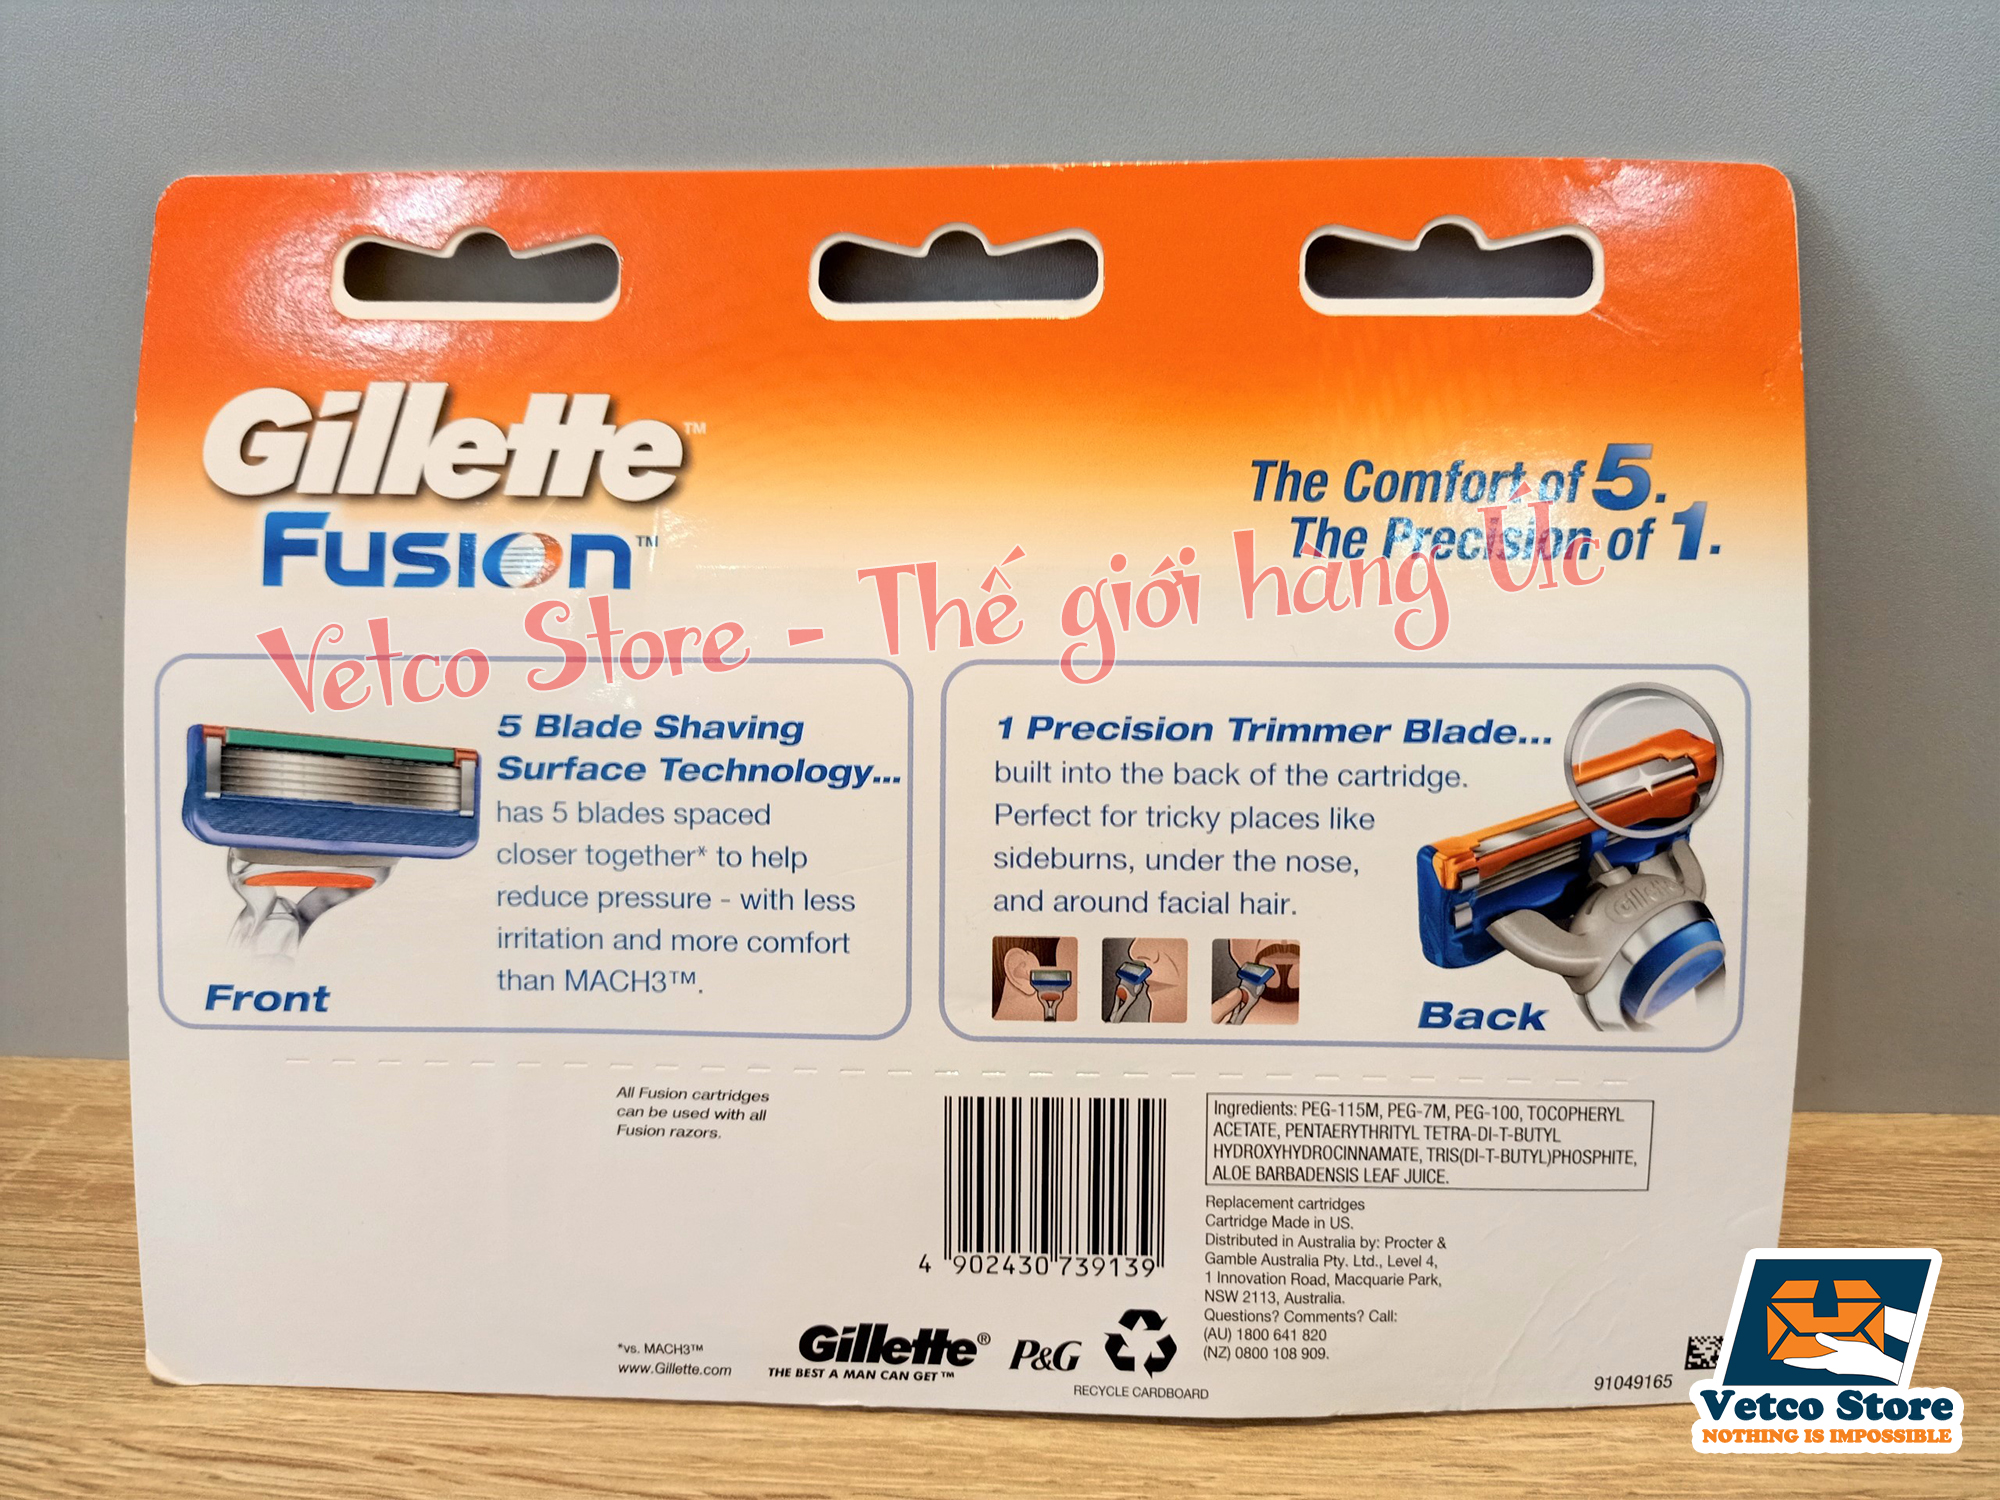 Gillette™
Fusion™
The Comfort of 5.
The Precision of 1.
Vetco Store - Thế giới hàng Úc
5 Blade Shaving
Surface Technology...
has 5 blades spaced
closer together* to help
reduce pressure - with less
irritation and more comfort
than MACH3™.
Front
1 Precision Trimmer Blade...
built into the back of the cartridge.
Perfect for tricky places like
sideburns, under the nose,
and around facial hair.
Gillette
Back
All Fusion cartridges
can be used with all
Fusion razors.
4 902430 739139
Ingredients: PEG-115M, PEG-7M, PEG-100, TOCOPHERYL
ACETATE, PENTAERYTHRITYL TETRA-DI-T-BUTYL
HYDROXYHYDROCINNAMATE, TRIS(DI-T-BUTYL)PHOSPHITE,
ALOE BARBADENSIS LEAF JUICE.
Replacement cartridges
Cartridge Made in US.
Distributed in Australia by: Procter &
Gamble Australia Pty. Ltd., Level 4,
1 Innovation Road, Macquarie Park,
NSW 2113, Australia.
Questions? Comments? Call:
(AU) 1800 641 820
(NZ) 0800 108 909.
*vs. MACH3™
www.Gillette.com
Gillette®
THE BEST A MAN CAN GET™
P&G
RECYCLE CARDBOARD
91049165
Vetco Store
NOTHING IS IMPOSSIBLE